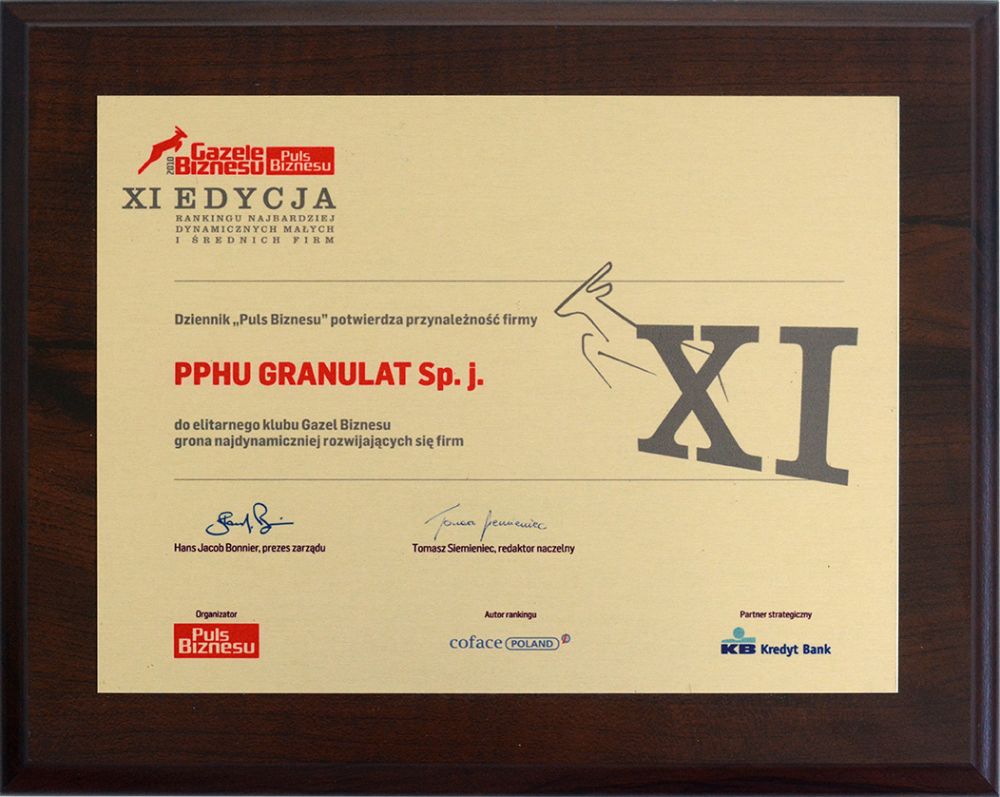 2010
Gazele
Biznesu
Puls
Biznesu
XI EDYCJA
RANKINGU NAJBARDZIEJ
DYNAMICZNYCH MAŁYCH
I ŚREDNICH FIRM
Dziennik „Puls Biznesu” potwierdza przynależność firmy
PPHU GRANULAT Sp. j.
do elitarnego klubu Gazel Biznesu
grona najdynamiczniej rozwijających się firm
XI
Hans Jacob Bonnier, prezes zarządu
Tomasz Siemieniec, redaktor naczelny
Organizator
Puls
Biznesu
Autor rankingu
coface POLAND
Partner strategiczny
KB Kredyt Bank